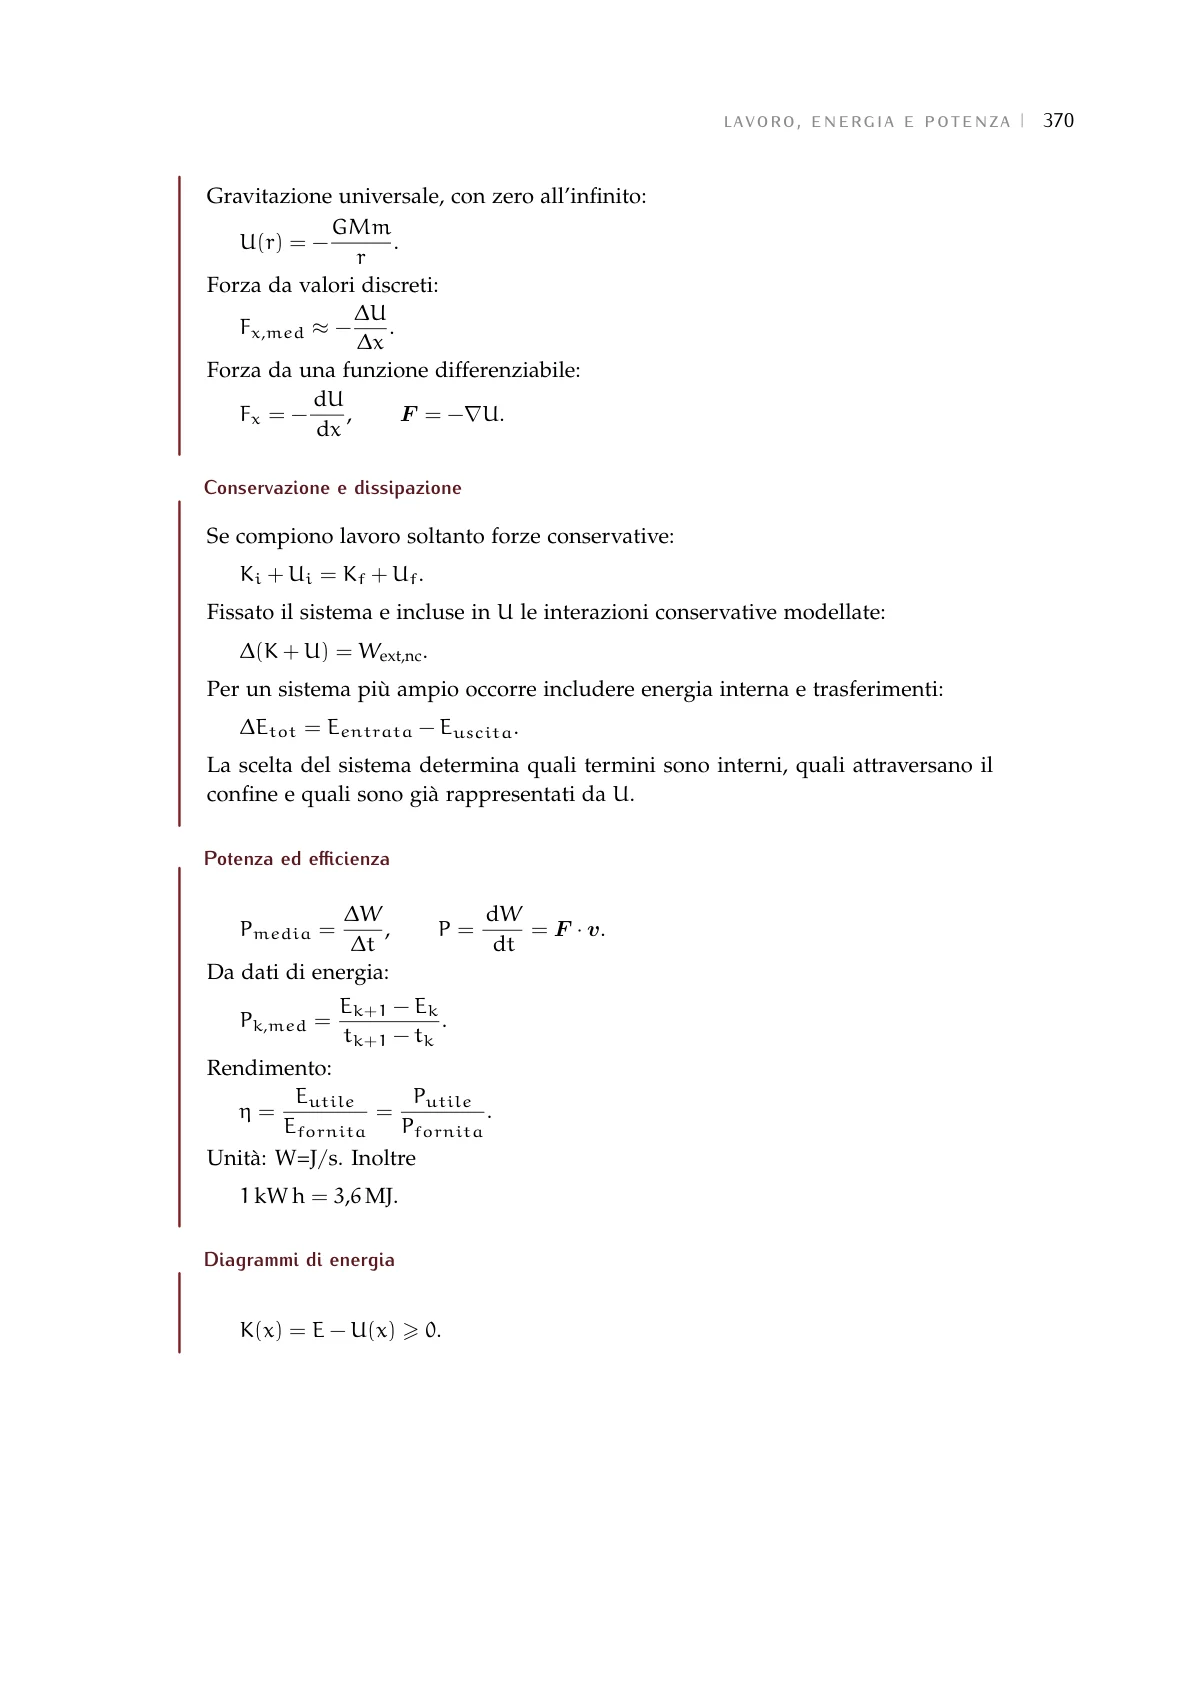 LAVORO, ENERGIA E POTENZA | 370
Gravitazione universale, con zero all'infinito:
U(r) = −GMm/r.
Forza da valori discreti:
F_x,med ≈ −ΔU/Δx.
Forza da una funzione differenziabile:
F_x = −dU/dx, F = −∇U.
Conservazione e dissipazione
Se compiono lavoro soltanto forze conservative:
K_i + U_i = K_f + U_f.
Fissato il sistema e incluse in U le interazioni conservative modellate:
Δ(K + U) = W_ext,nc.
Per un sistema più ampio occorre includere energia interna e trasferimenti:
ΔE_tot = E_entrata − E_uscita.
La scelta del sistema determina quali termini sono interni, quali attraversano il
confine e quali sono già rappresentati da U.
Potenza ed efficienza
P_media = ΔW/Δt, P = dW/dt = F · v.
Da dati di energia:
P_k,med = (E_k+1 − E_k)/(t_k+1 − t_k).
Rendimento:
η = E_utile/E_fornita = P_utile/P_fornita.
Unità: W=J/s. Inoltre
1 kW h = 3,6 MJ.
Diagrammi di energia
K(x) = E − U(x) ⩾ 0.